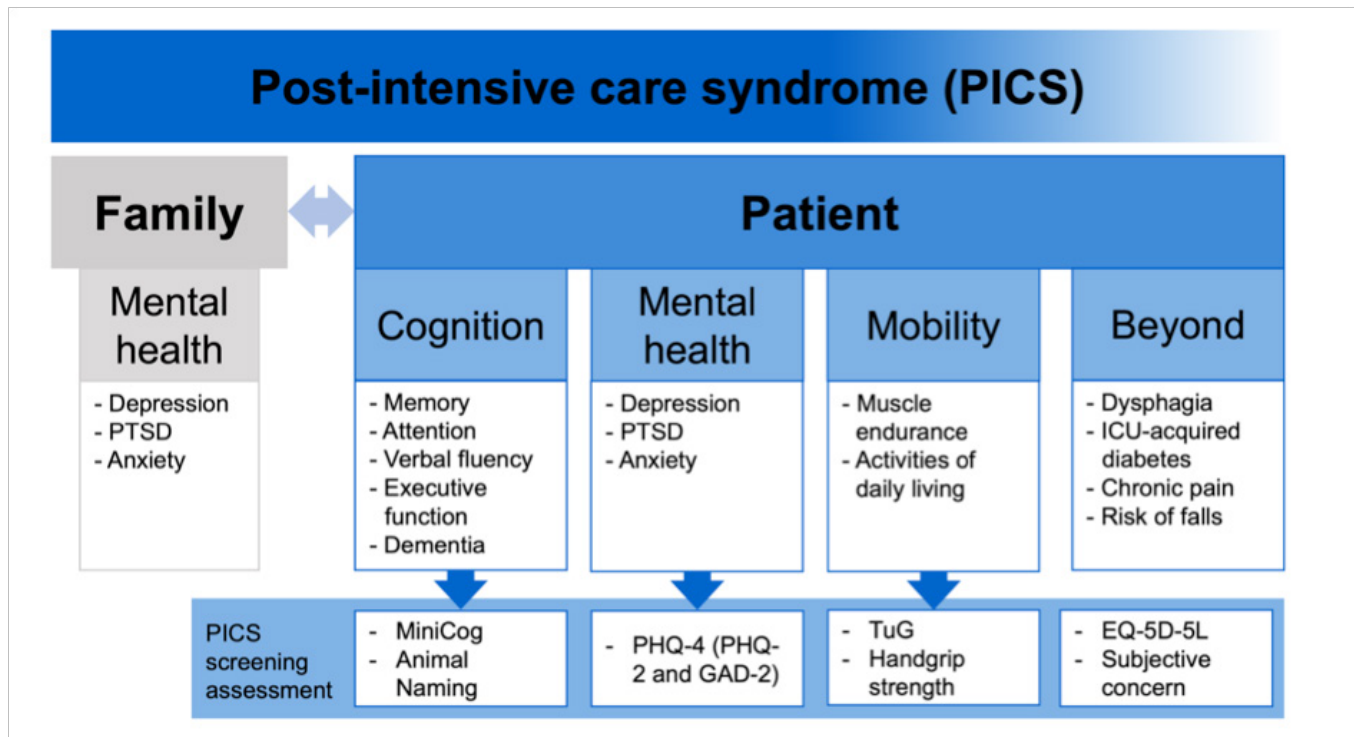 Post-intensive care syndrome (PICS)
Family
Patient
Mental
health
- Depression
- PTSD
- Anxiety
Cognition
- Memory
- Attention
- Verbal fluency
- Executive
function
- Dementia
Mental
health
- Depression
- PTSD
- Anxiety
Mobility
- Muscle
endurance
- Activities of
daily living
Beyond
- Dysphagia
- ICU-acquired
diabetes
- Chronic pain
- Risk of falls
PICS
screening
assessment
- MiniCog
- Animal
Naming
- PHQ-4 (PHQ-
2 and GAD-2)
- TuG
- Handgrip
strength
- EQ-5D-5L
- Subjective
concern